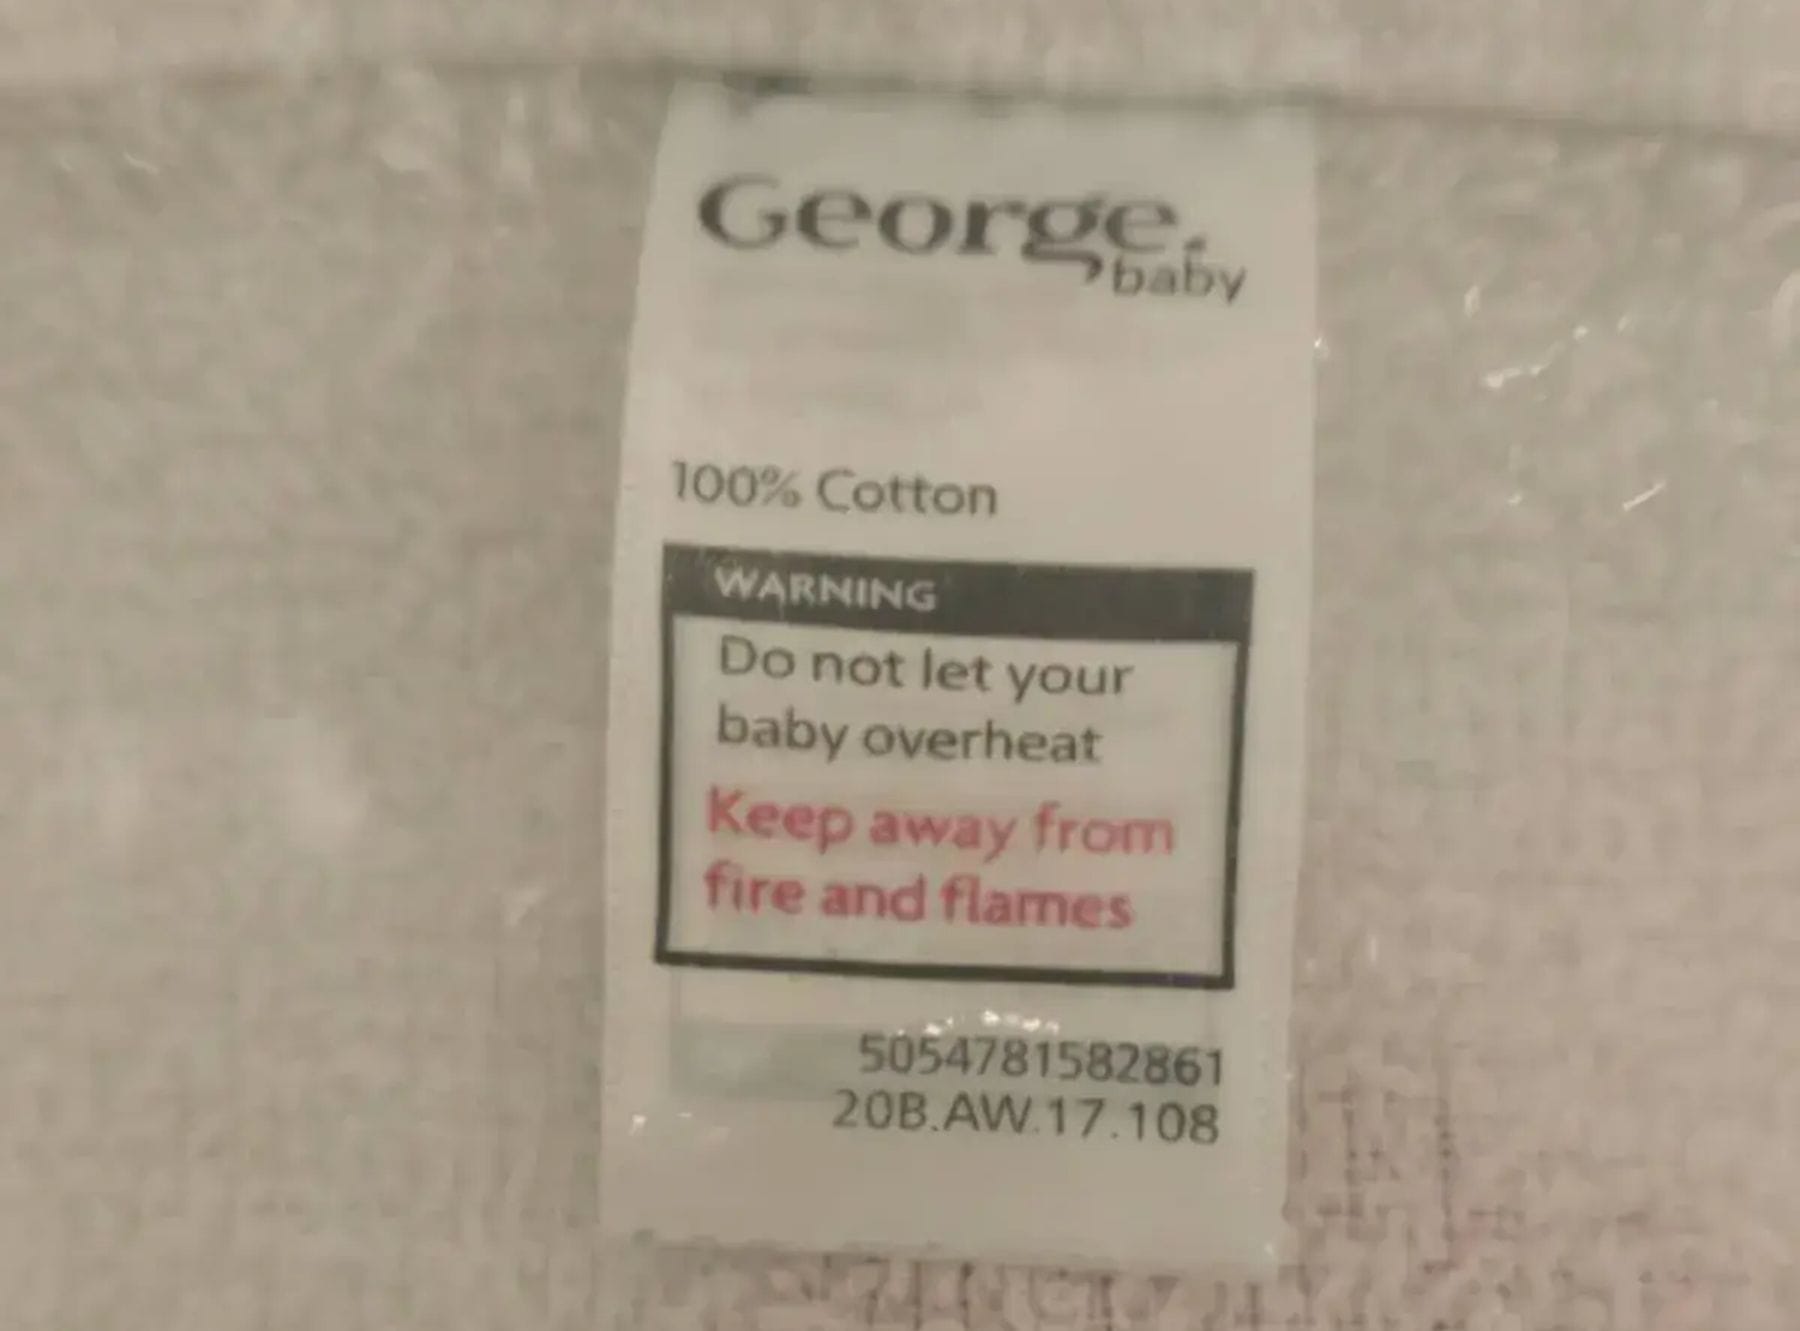 George.
baby
100% Cotton
WARNING
Do not let your
baby overheat
Keep away from
fire and flames
5054781582861
20B.AW.17.108